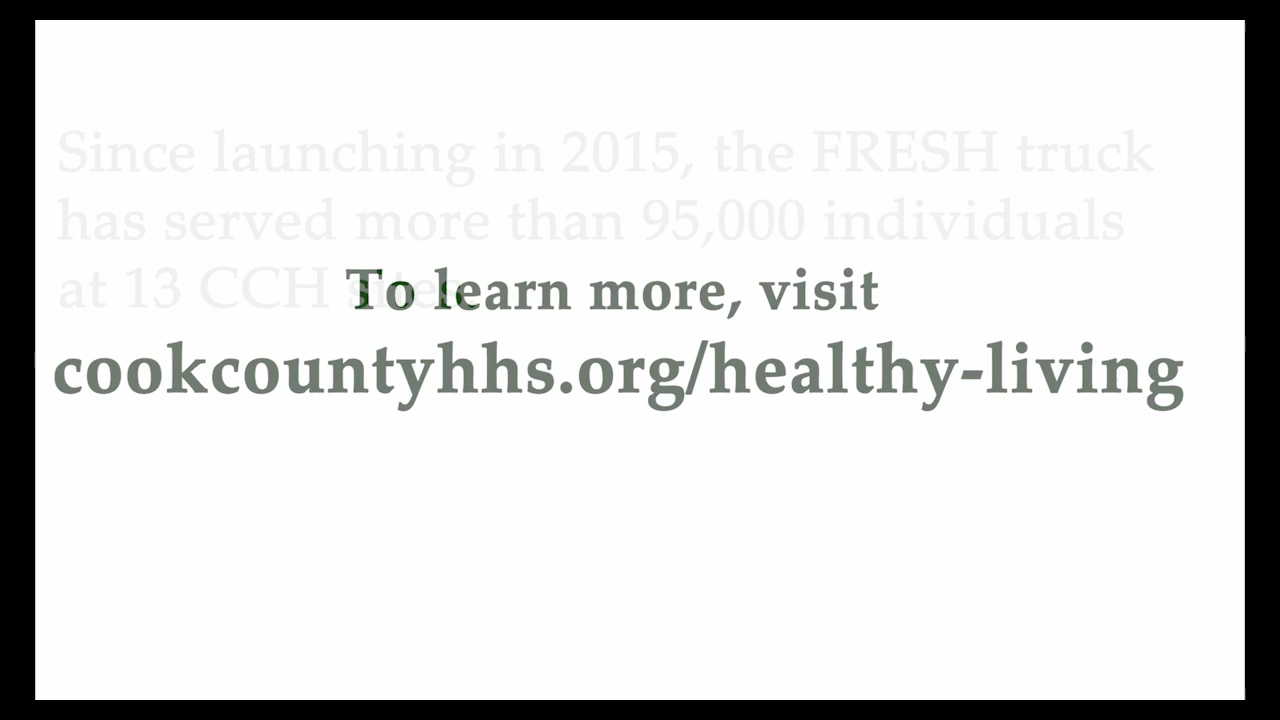 Since launching in 2015, the FRESH truck
has served more than 95,000 individuals
at 13 CCH sites.
To learn more, visit
cookcountyhhs.org/healthy-living